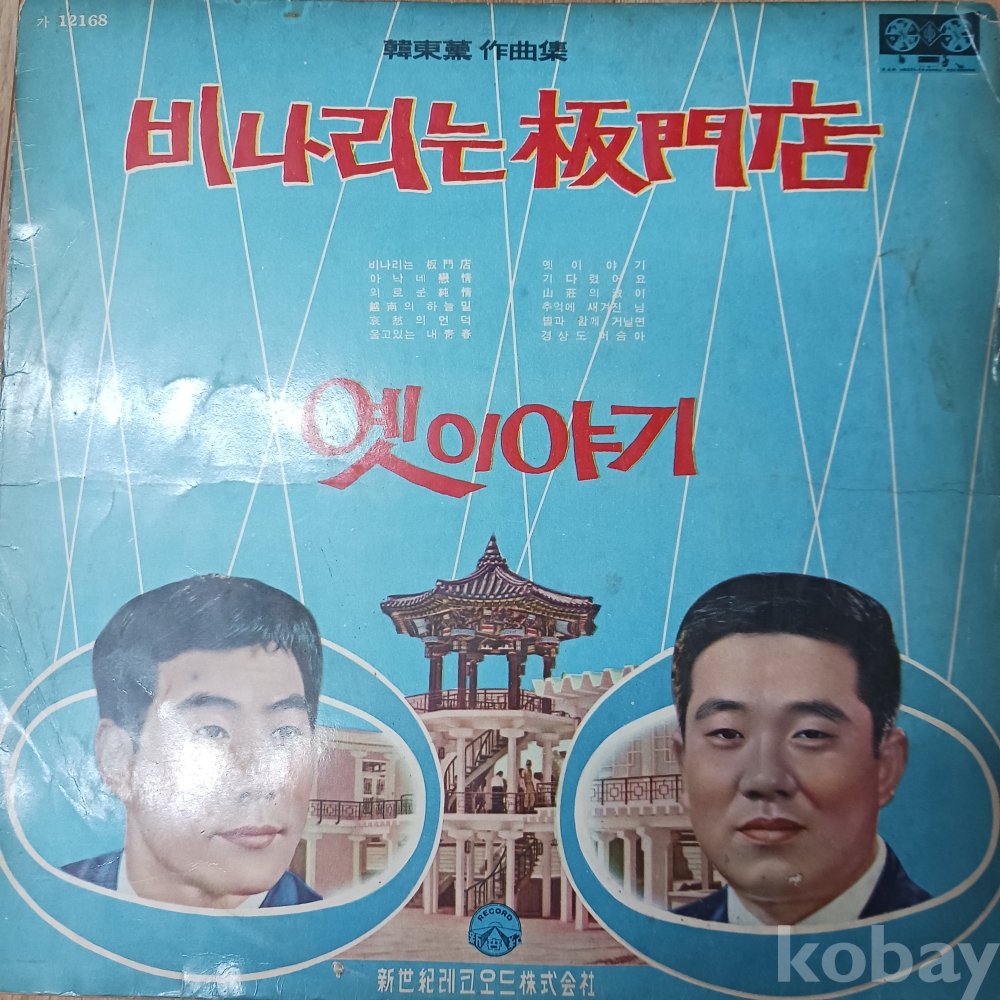 가 12168
韓東薰 作曲集
비나리는 板門店
비나리는 板門店
아낙네 戀情
외로운 純情
越南의 하늘밑
哀愁의 언덕
울고있는 내靑春
옛이야기
기다렸어요
山莊의
추억에 새겨진 님
별과 함께 거닐면
경상도
옛이야기
RECORD
新世紀레코오드株式会社
kobay